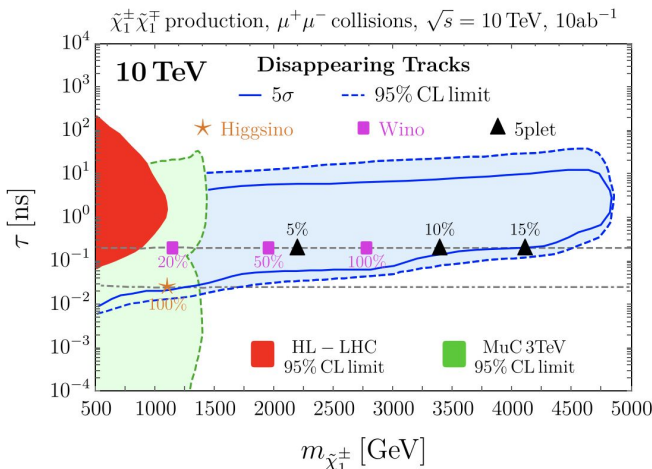 χ̃₁^± χ̃₁^∓ production, μ⁺μ⁻ collisions, √s = 10 TeV, 10ab⁻¹
10 TeV
Disappearing Tracks
5σ
95% CL limit
Higgsino
Wino
5plet
5%
10%
15%
20%
50%
100%
100%
HL − LHC
95% CL limit
MuC 3TeV
95% CL limit
τ [ns]
10⁴
10³
10²
10¹
10⁰
10⁻¹
10⁻²
10⁻³
10⁻⁴
500 1000 1500 2000 2500 3000 3500 4000 4500 5000
m_χ̃₁^± [GeV]